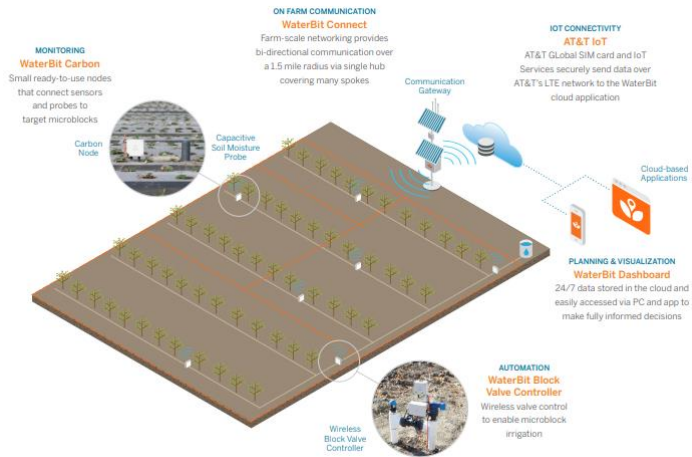 ON FARM COMMUNICATION
WaterBit Connect
Farm-scale networking provides
bi-directional communication over
a 1.5 mile radius via single hub
covering many spokes
IOT CONNECTIVITY
AT&T IoT
AT&T GLobal SIM card and IoT
Services securely send data over
AT&T's LTE network to the WaterBit
cloud application
MONITORING
WaterBit Carbon
Small ready-to-use nodes
that connect sensors
and probes to
target microblocks
Communication
Gateway
Carbon
Node
Capacitive
Soil Moisture
Probe
Cloud-based
Applications
PLANNING & VISUALIZATION
WaterBit Dashboard
24/7 data stored in the cloud and
easily accessed via PC and app to
make fully informed decisions
AUTOMATION
WaterBit Block
Valve Controller
Wireless valve control
to enable microblock
irrigation
Wireless
Block Valve
Controller